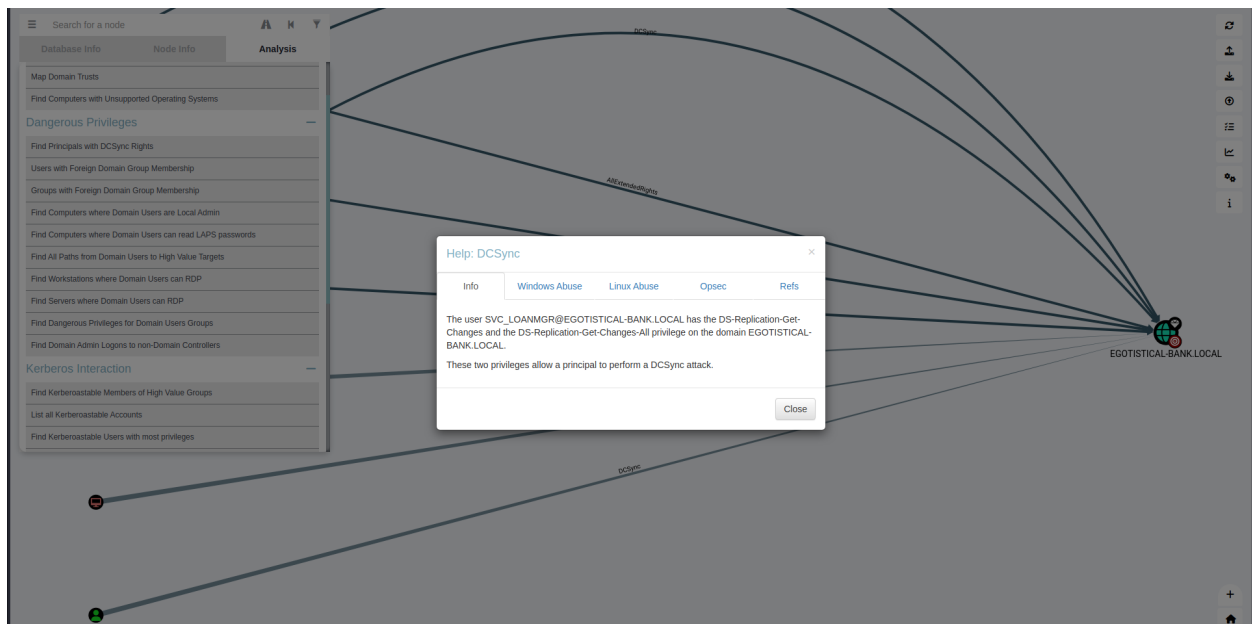 Search for a node
Database Info Node Info Analysis
Map Domain Trusts
Find Computers with Unsupported Operating Systems
Dangerous Privileges
Find Principals with DCSync Rights
Users with Foreign Domain Group Membership
Groups with Foreign Domain Group Membership
Find Computers where Domain Users are Local Admin
Find Computers where Domain Users can read LAPS passwords
Find All Paths from Domain Users to High Value Targets
Find Workstations where Domain Users can RDP
Find Servers where Domain Users can RDP
Find Dangerous Privileges for Domain Users Groups
Find Domain Admin Logons to non-Domain Controllers
Kerberos Interaction
Find Kerberoastable Members of High Value Groups
List all Kerberoastable Accounts
Find Kerberoastable Users with most privileges
DCSync
AllExtendedRights
Help: DCSync ×
Info Windows Abuse Linux Abuse Opsec Refs
The user SVC_LOANMGR@EGOTISTICAL-BANK.LOCAL has the DS-Replication-Get-
Changes and the DS-Replication-Get-Changes-All privilege on the domain EGOTISTICAL-
BANK.LOCAL.
These two privileges allow a principal to perform a DCSync attack.
Close
EGOTISTICAL-BANK.LOCAL
DCSync